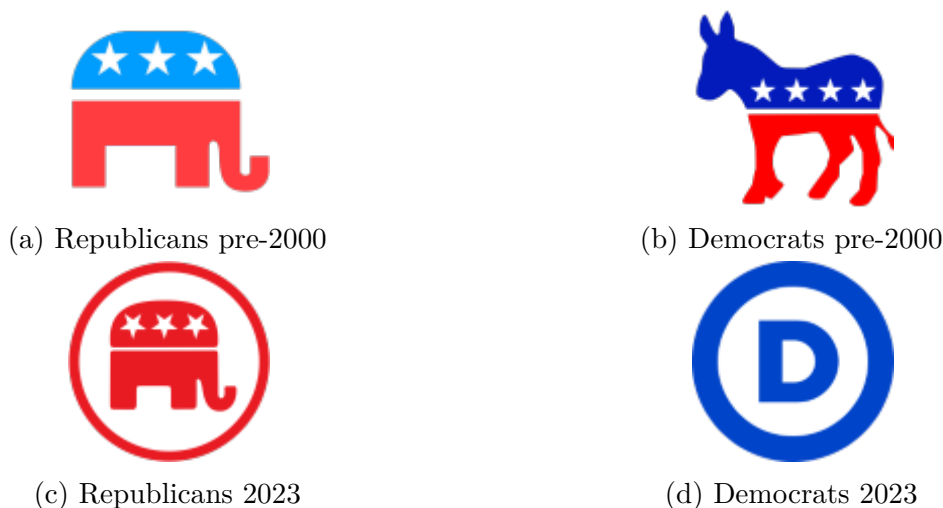 (a) Republicans pre-2000
(b) Democrats pre-2000
D
(c) Republicans 2023
(d) Democrats 2023